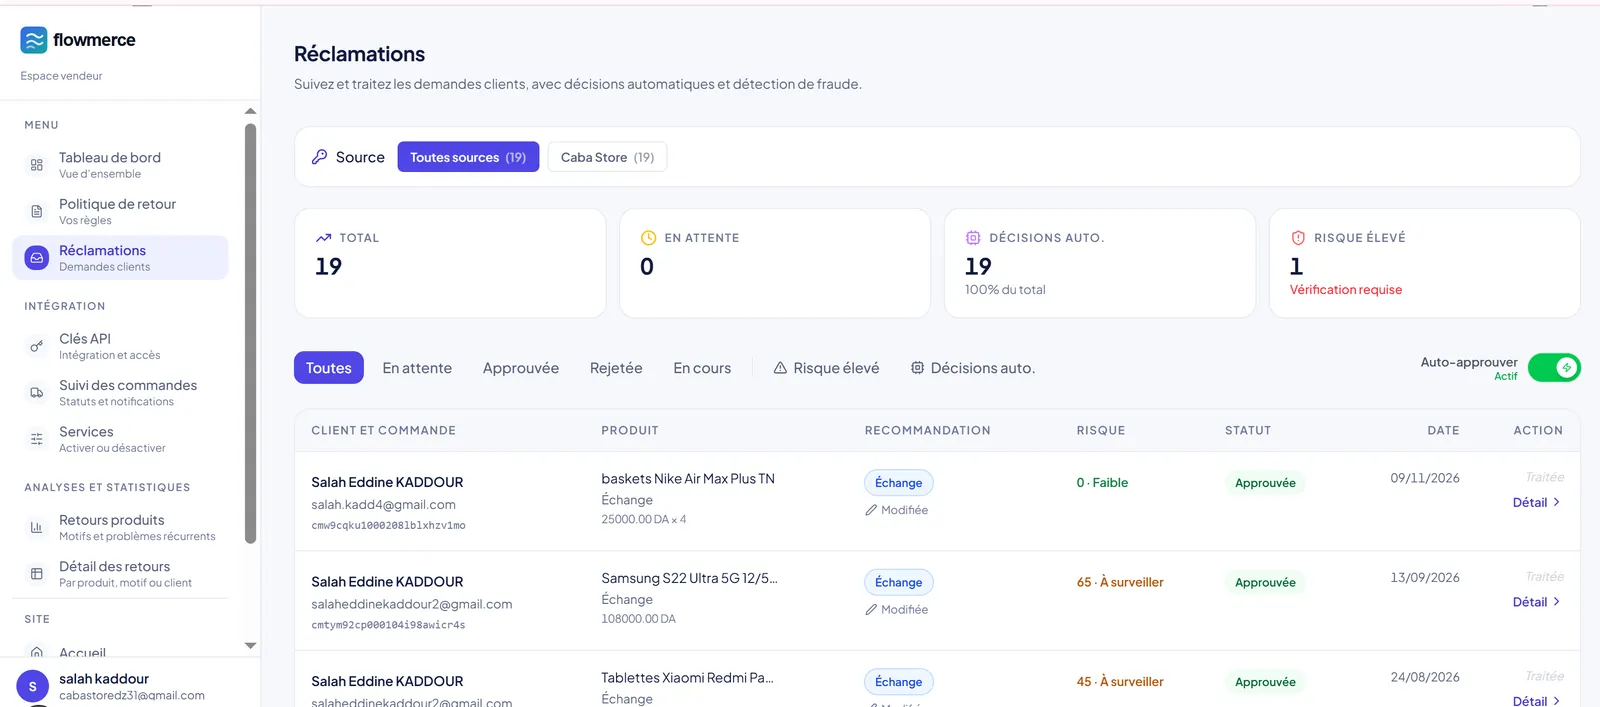 flowmerce
Espace vendeur
MENU
Tableau de bord
Vue d'ensemble
Politique de retour
Vos règles
Réclamations
Demandes clients
INTÉGRATION
Clés API
Intégration et accès
Suivi des commandes
Statuts et notifications
Services
Activer ou désactiver
ANALYSES ET STATISTIQUES
Retours produits
Motifs et problèmes récurrents
Détail des retours
Par produit, motif ou client
SITE
Accueil
S
salah kaddour
cabastoredz31@gmail.com
Réclamations
Suivez et traitez les demandes clients, avec décisions automatiques et détection de fraude.
Source Toutes sources (19) Caba Store (19)
TOTAL
19
EN ATTENTE
0
DÉCISIONS AUTO.
19
100% du total
RISQUE ÉLEVÉ
1
Vérification requise
Toutes En attente Approuvée Rejetée En cours Risque élevé Décisions auto.
Auto-approuver
Actif
CLIENT ET COMMANDE PRODUIT RECOMMANDATION RISQUE STATUT DATE ACTION
Salah Eddine KADDOUR
salah.kadd4@gmail.com
cmw9cqku1000208lblxhzv1mo
baskets Nike Air Max Plus TN
Échange
25000.00 DA × 4
Échange
Modifiée
0 · Faible
Approuvée
09/11/2026
Traitée
Détail
Salah Eddine KADDOUR
salaheddinekaddour2@gmail.com
cmtym92cp000104i98awicr4s
Samsung S22 Ultra 5G 12/5...
Échange
108000.00 DA
Échange
Modifiée
65 · À surveiller
Approuvée
13/09/2026
Traitée
Détail
Salah Eddine KADDOUR
salaheddinekaddour2@gmail.com
Tablettes Xiaomi Redmi Pa...
Échange
Échange
Modifiée
45 · À surveiller
Approuvée
24/08/2026
Traitée
Détail